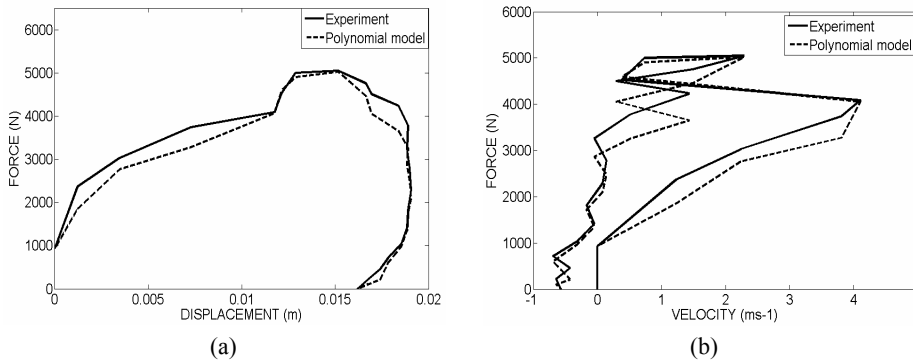 6000
5000
4000
3000
2000
1000
0
FORCE (N)
0
0.005
0.01
0.015
0.02
DISPLACEMENT (m)
Experiment
Polynomial model
(a)
6000
5000
4000
3000
2000
1000
0
FORCE (N)
-1
0
1
2
3
4
VELOCITY (ms-1)
Experiment
Polynomial model
(b)